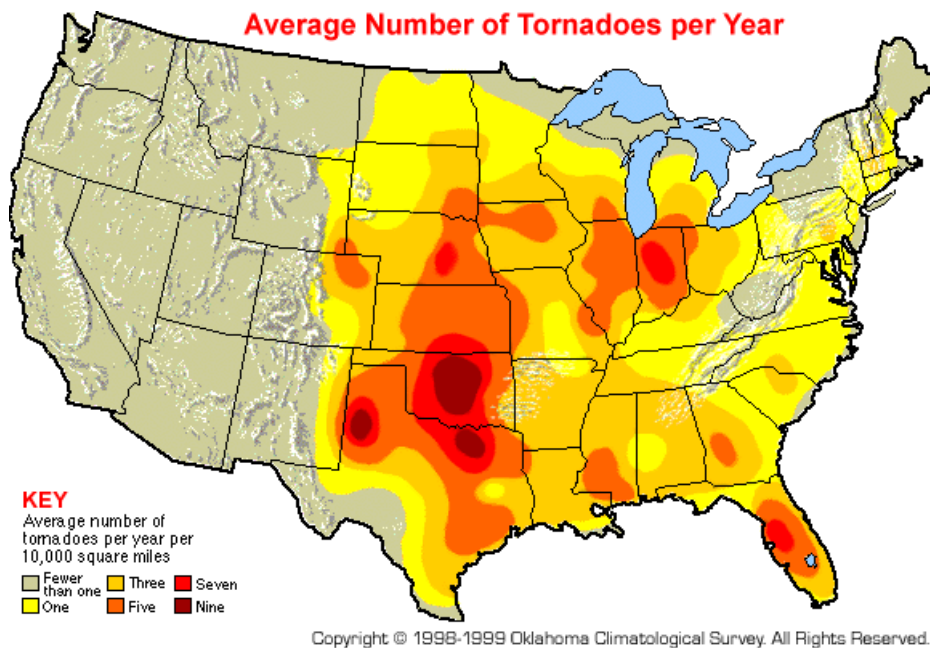 Average Number of Tornadoes per Year
KEY
Average number of
tornadoes per year per
10,000 square miles
Fewer
than one
Three
Seven
One
Five
Nine
Copyright © 1998-1999 Oklahoma Climatological Survey. All Rights Reserved.